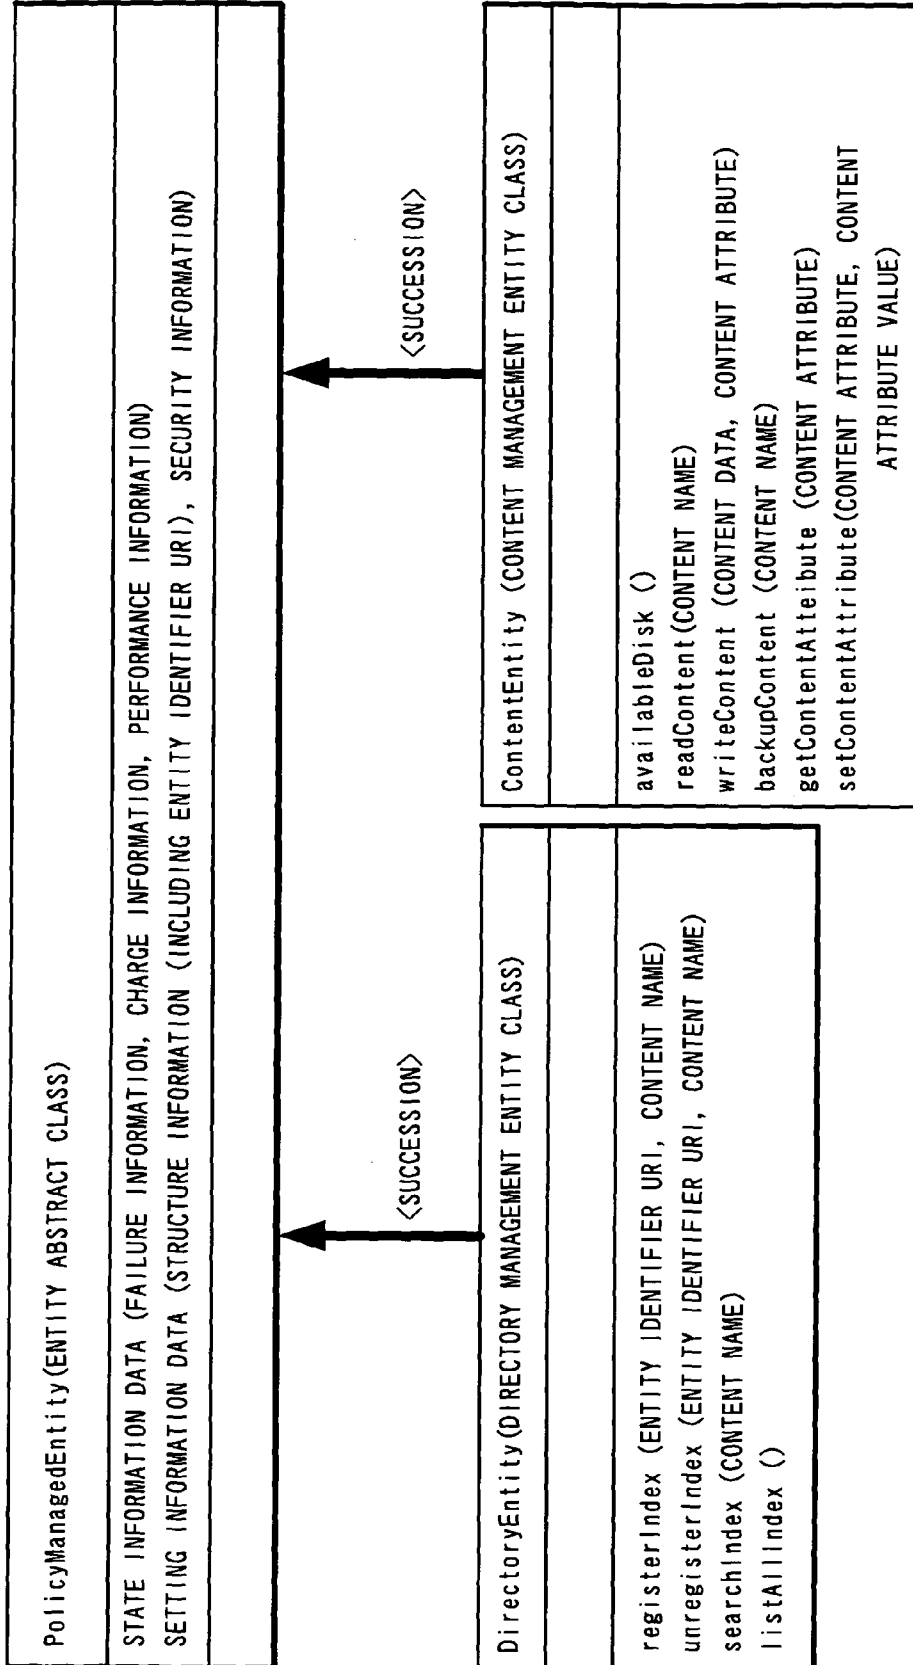 PolicyManagedEntity(ENTITY ABSTRACT CLASS)
STATE INFORMATION DATA (FAILURE INFORMATION, CHARGE INFORMATION, PERFORMANCE INFORMATION)
SETTING INFORMATION DATA (STRUCTURE INFORMATION (INCLUDING ENTITY IDENTIFIER URI), SECURITY INFORMATION)
<SUCCESSION>
<SUCCESSION>
DirectoryEntity(DIRECTORY MANAGEMENT ENTITY CLASS)
registerIndex (ENTITY IDENTIFIER URI, CONTENT NAME)
unregisterIndex (ENTITY IDENTIFIER URI, CONTENT NAME)
searchIndex (CONTENT NAME)
listAllIndex ()
ContentEntity (CONTENT MANAGEMENT ENTITY CLASS)
availableDisk ()
readContent(CONTENT NAME)
writeContent (CONTENT DATA, CONTENT ATTRIBUTE)
backupContent (CONTENT NAME)
getContentAtteibute (CONTENT ATTRIBUTE)
setContentAttribute(CONTENT ATTRIBUTE, CONTENT
ATTRIBUTE VALUE)